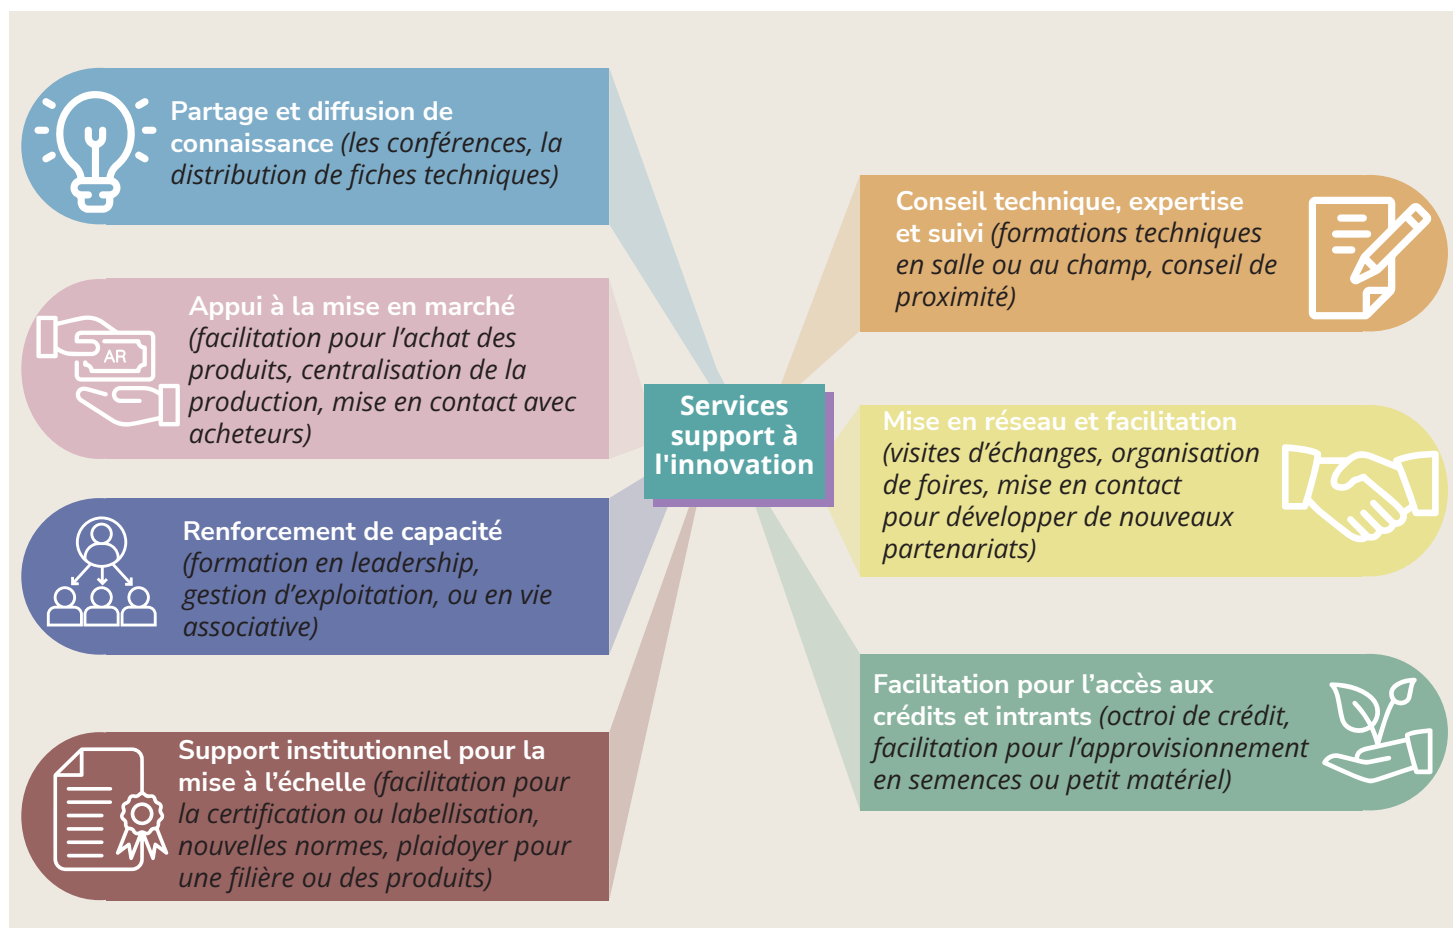 Partage et diffusion de
connaissance (les conférences, la
distribution de fiches techniques)
Appui à la mise en marché
(facilitation pour l’achat des
produits, centralisation de la
production, mise en contact avec
acheteurs)
AR
Renforcement de capacité
(formation en leadership,
gestion d’exploitation, ou en vie
associative)
Support institutionnel pour la
mise à l’échelle (facilitation pour
la certification ou labellisation,
nouvelles normes, plaidoyer pour
une filière ou des produits)
Services
support à
l'innovation
Conseil technique, expertise
et suivi (formations techniques
en salle ou au champ, conseil de
proximité)
Mise en réseau et facilitation
(visites d’échanges, organisation
de foires, mise en contact
pour développer de nouveaux
partenariats)
Facilitation pour l’accès aux
crédits et intrants (octroi de crédit,
facilitation pour l’approvisionnement
en semences ou petit matériel)